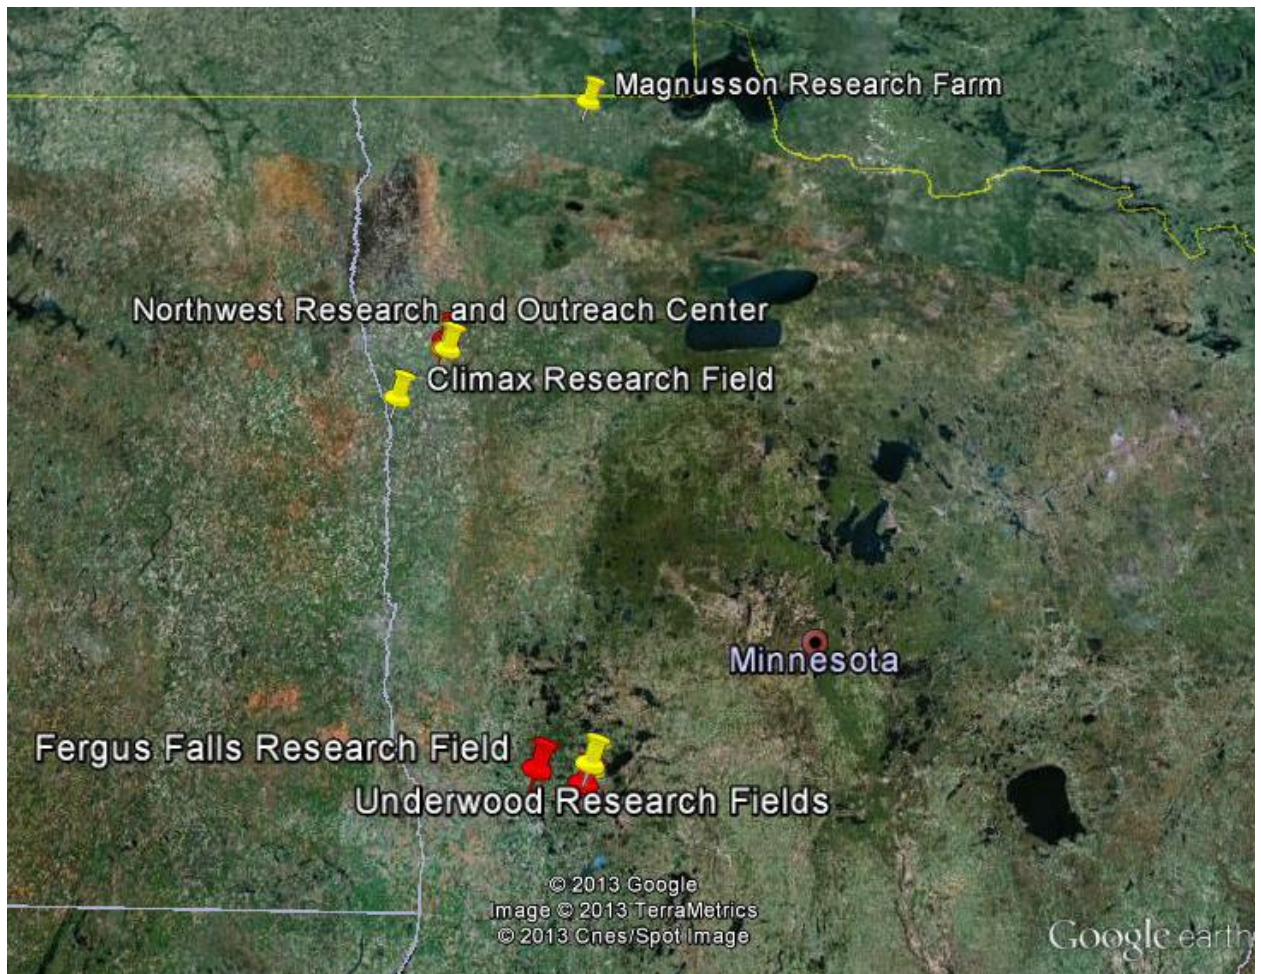 Magnusson Research Farm
Northwest Research and Outreach Center
Climax Research Field
Minnesota
Fergus Falls Research Field
Underwood Research Fields
© 2013 Google
Image © 2013 TerraMetrics
© 2013 Cnes/Spot Image
Google earth